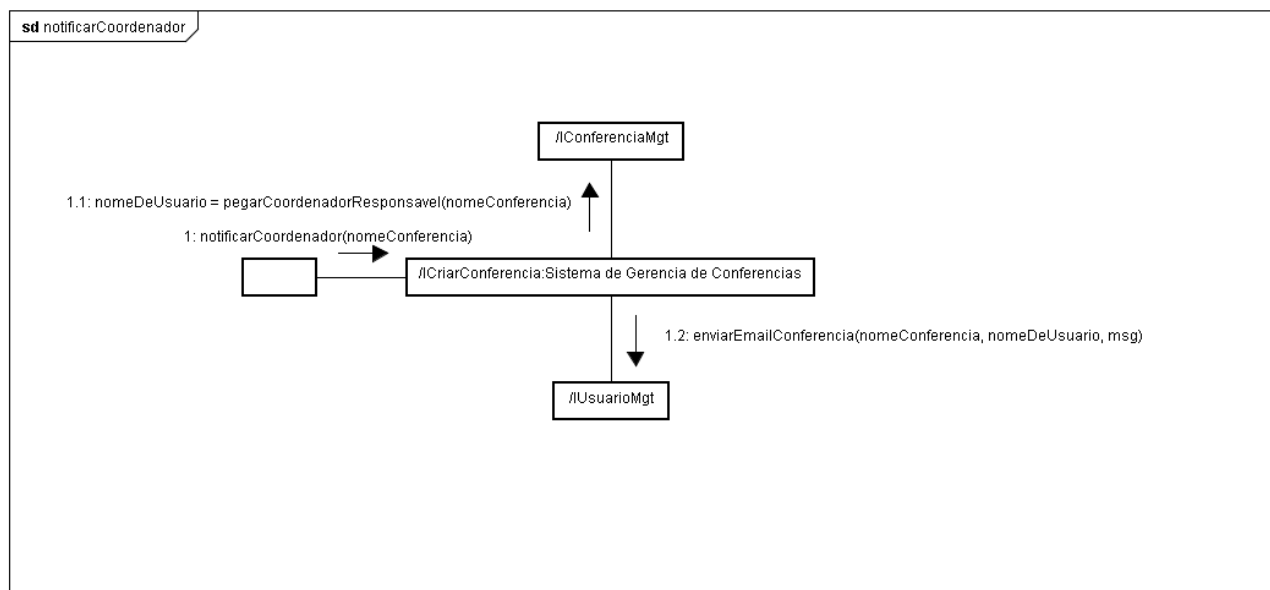 sd notificarCoordenador
/IConferenciaMgt
1.1: nomeDeUsuario = pegarCoordenadorResponsavel(nomeConferencia)
1: notificarCoordenador(nomeConferencia)
/ICriarConferencia:Sistema de Gerencia de Conferencias
1.2: enviarEmailConferencia(nomeConferencia, nomeDeUsuario, msg)
/IUsuarioMgt